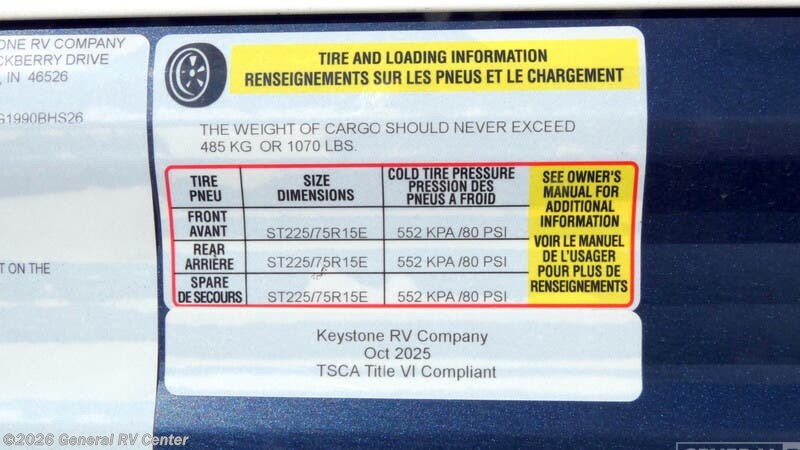 ONE RV COMPANY
CKBERRY DRIVE
, IN 46526
G1990BHS26
T ON THE
TIRE AND LOADING INFORMATION
RENSEIGNEMENTS SUR LES PNEUS ET LE CHARGEMENT
THE WEIGHT OF CARGO SHOULD NEVER EXCEED
485 KG OR 1070 LBS.
TIRE
PNEU
SIZE
DIMENSIONS
COLD TIRE PRESSURE
PRESSION DES
PNEUS A FROID
FRONT
AVANT
ST225/75R15E
552 KPA /80 PSI
REAR
ARRIÈRE
ST225/75R15E
552 KPA /80 PSI
SPARE
DE SECOURS
ST225/75R15E
552 KPA /80 PSI
SEE OWNER'S
MANUAL FOR
ADDITIONAL
INFORMATION
VOIR LE MANUEL
DE L'USAGER
POUR PLUS DE
RENSEIGNEMENTS
Keystone RV Company
Oct 2025
TSCA Title VI Compliant
©2026 General RV Center